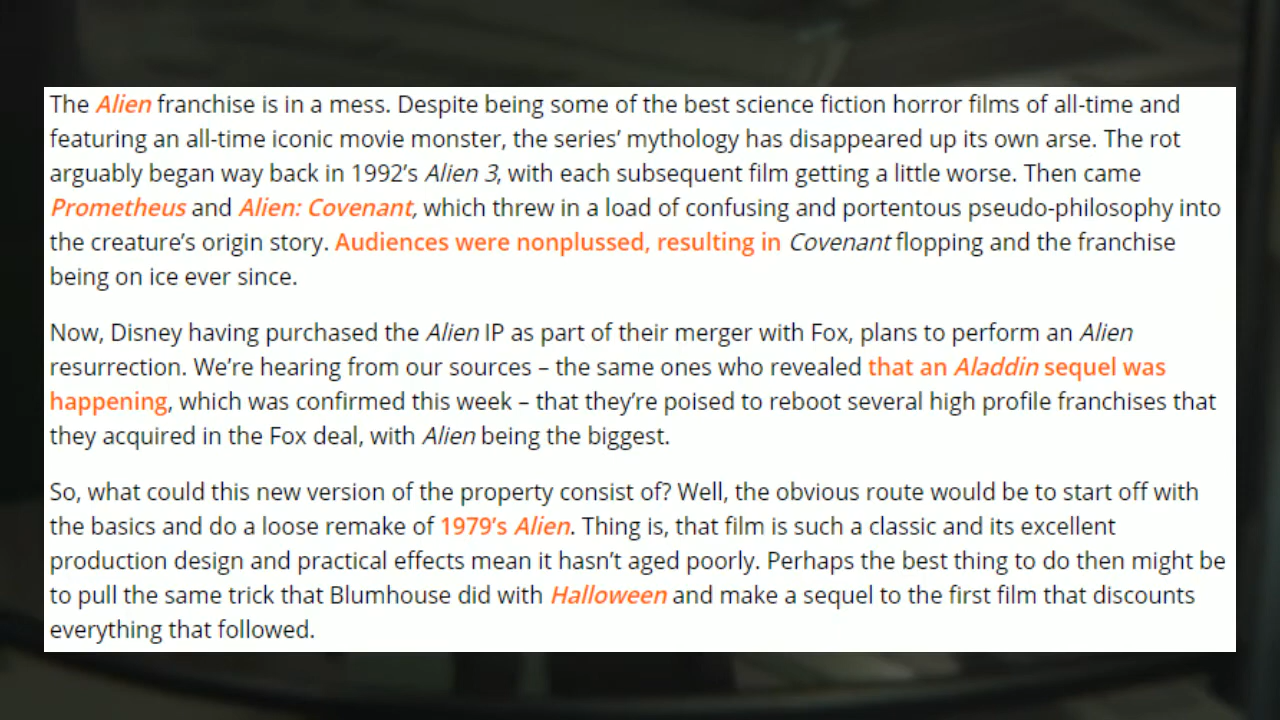 The Alien franchise is in a mess. Despite being some of the best science fiction horror films of all-time and
featuring an all-time iconic movie monster, the series’ mythology has disappeared up its own arse. The rot
arguably began way back in 1992’s Alien 3, with each subsequent film getting a little worse. Then came
Prometheus and Alien: Covenant, which threw in a load of confusing and portentous pseudo-philosophy into
the creature’s origin story. Audiences were nonplussed, resulting in Covenant flopping and the franchise
being on ice ever since.
Now, Disney having purchased the Alien IP as part of their merger with Fox, plans to perform an Alien
resurrection. We’re hearing from our sources – the same ones who revealed that an Aladdin sequel was
happening, which was confirmed this week – that they’re poised to reboot several high profile franchises that
they acquired in the Fox deal, with Alien being the biggest.
So, what could this new version of the property consist of? Well, the obvious route would be to start off with
the basics and do a loose remake of 1979’s Alien. Thing is, that film is such a classic and its excellent
production design and practical effects mean it hasn’t aged poorly. Perhaps the best thing to do then might be
to pull the same trick that Blumhouse did with Halloween and make a sequel to the first film that discounts
everything that followed.